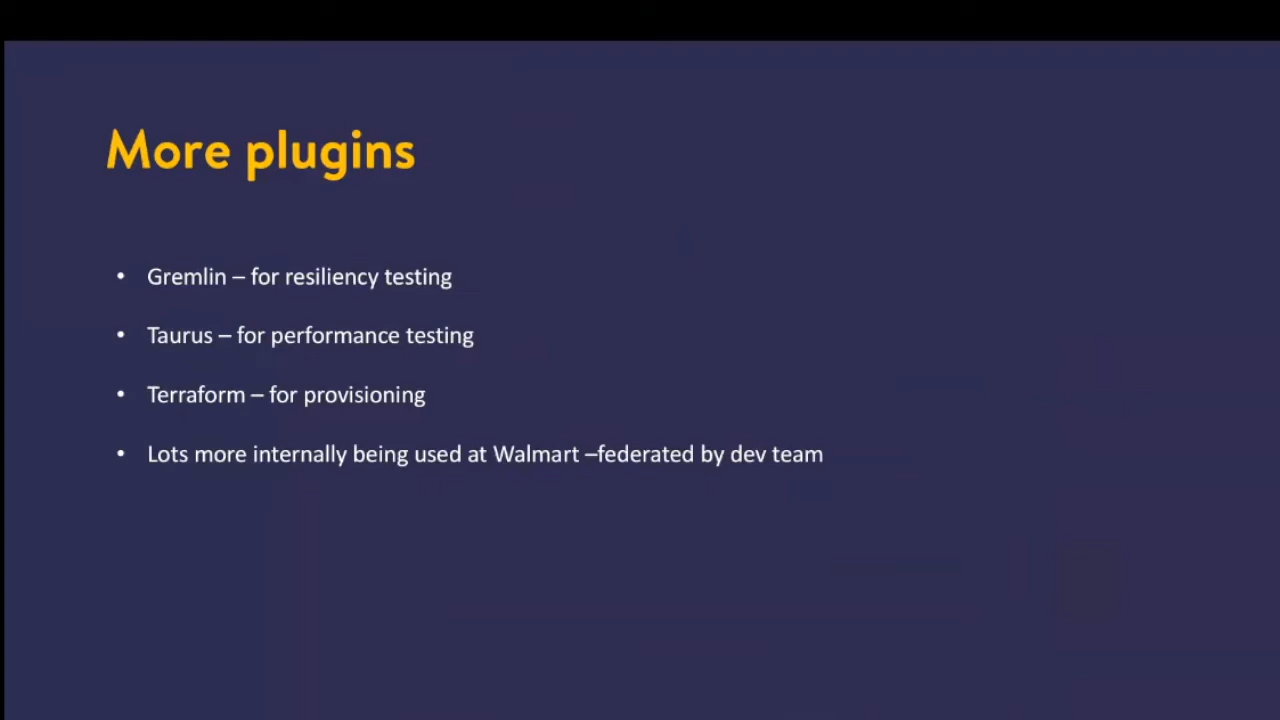 More plugins
• Gremlin – for resiliency testing
• Taurus – for performance testing
• Terraform – for provisioning
• Lots more internally being used at Walmart –federated by dev team